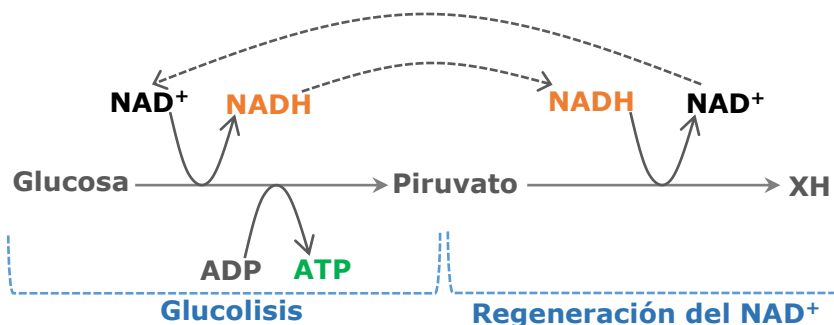 NAD⁺ NADH NADH NAD⁺
Glucosa Piruvato XH
ADP ATP
Glucolisis Regeneración del NAD⁺